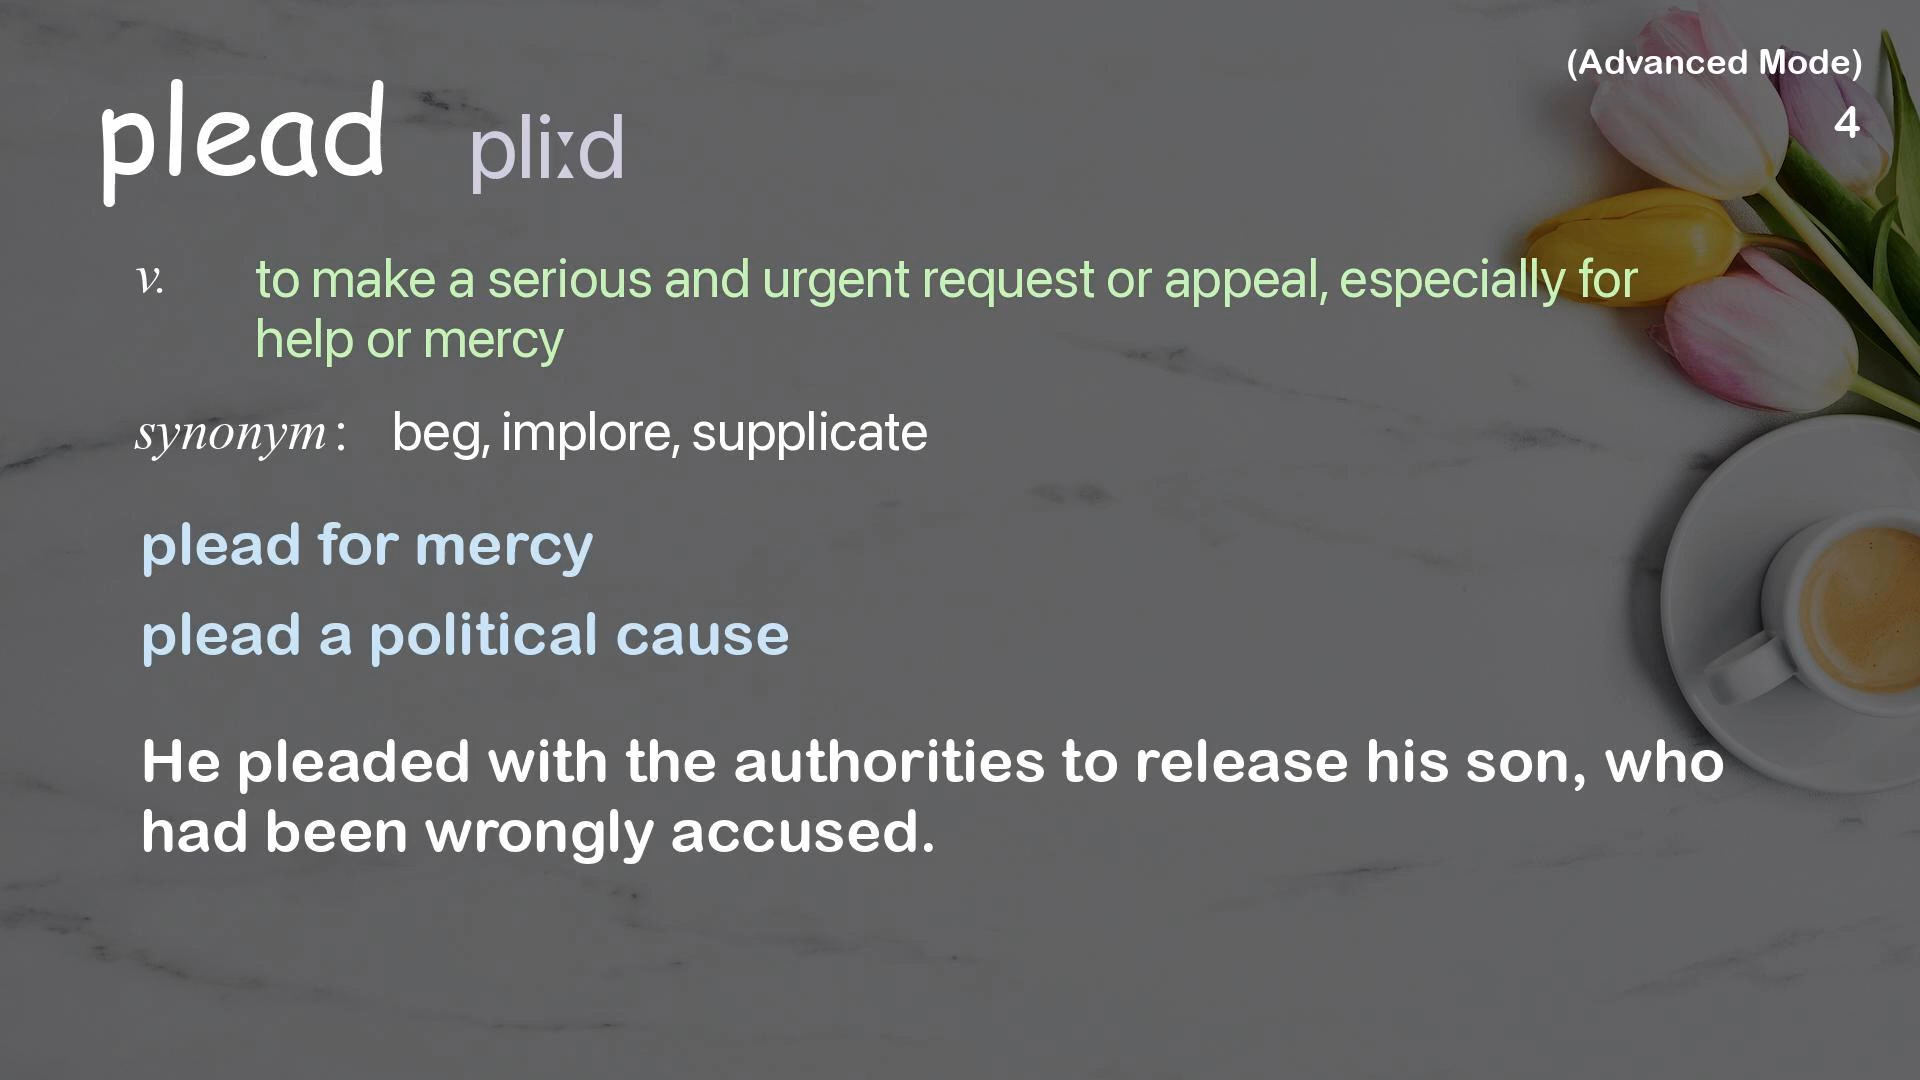 (Advanced Mode)
4
plead pliːd
v. to make a serious and urgent request or appeal, especially for
help or mercy
synonym: beg, implore, supplicate
plead for mercy
plead a political cause
He pleaded with the authorities to release his son, who
had been wrongly accused.